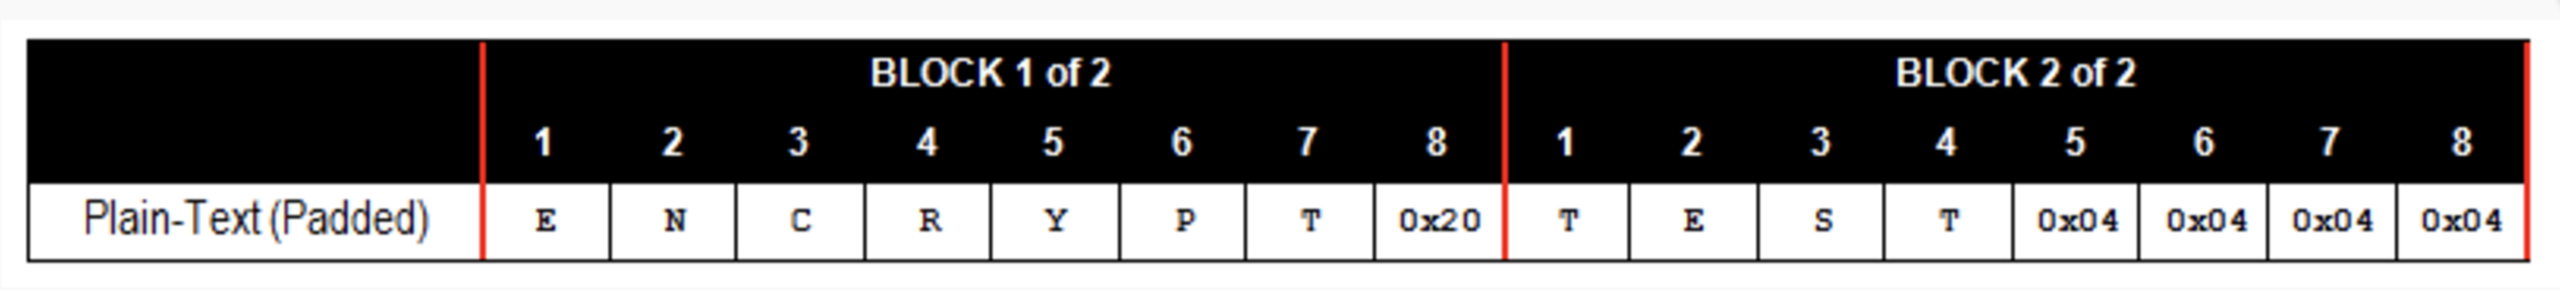 BLOCK 1 of 2 BLOCK 2 of 2
1 2 3 4 5 6 7 8 1 2 3 4 5 6 7 8
Plain-Text (Padded) E N C R Y P T 0x20 T E S T 0x04 0x04 0x04 0x04